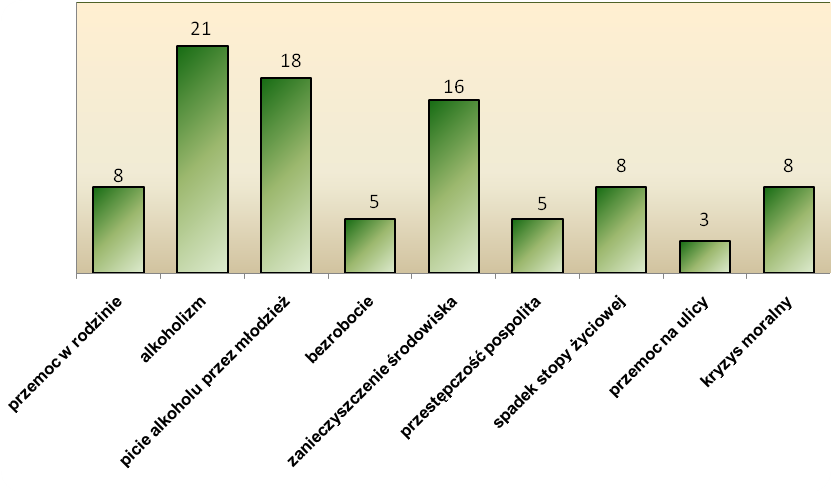 8
21
18
5
16
5
8
3
8
przemoc w rodzinie
alkoholizm
picie alkoholu przez młodzież
bezrobocie
zanieczyszczenie środowiska
przestępczość pospolita
spadek stopy życiowej
przemoc na ulicy
kryzys moralny